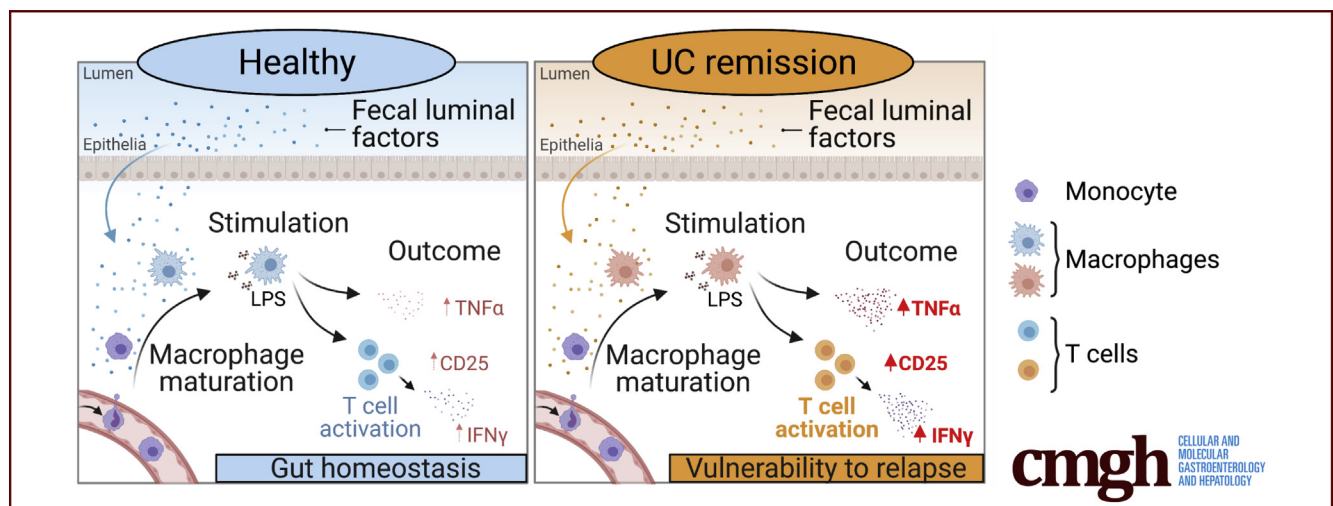 Healthy
Lumen
Fecal luminal
factors
Epithelia
Stimulation
Outcome
LPS
↑TNFα
Macrophage
maturation
↑CD25
T cell
activation
↑IFNγ
Gut homeostasis
UC remission
Lumen
Fecal luminal
factors
Epithelia
Stimulation
Outcome
LPS
↑TNFα
Macrophage
maturation
↑CD25
T cell
activation
↑IFNγ
Vulnerability to relapse
Monocyte
Macrophages
T cells
cmgh
CELLULAR AND
MOLECULAR
GASTROENTEROLOGY
AND HEPATOLOGY